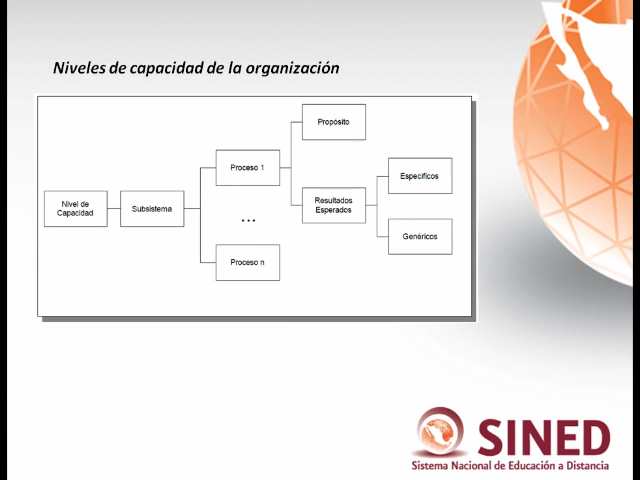 Niveles de capacidad de la organización
Propósito
Proceso 1
Específicos
Nivel de
Capacidad
Subsistema
Resultados
Esperados
...
Genéricos
Proceso n
SINED
Sistema Nacional de Educación a Distancia